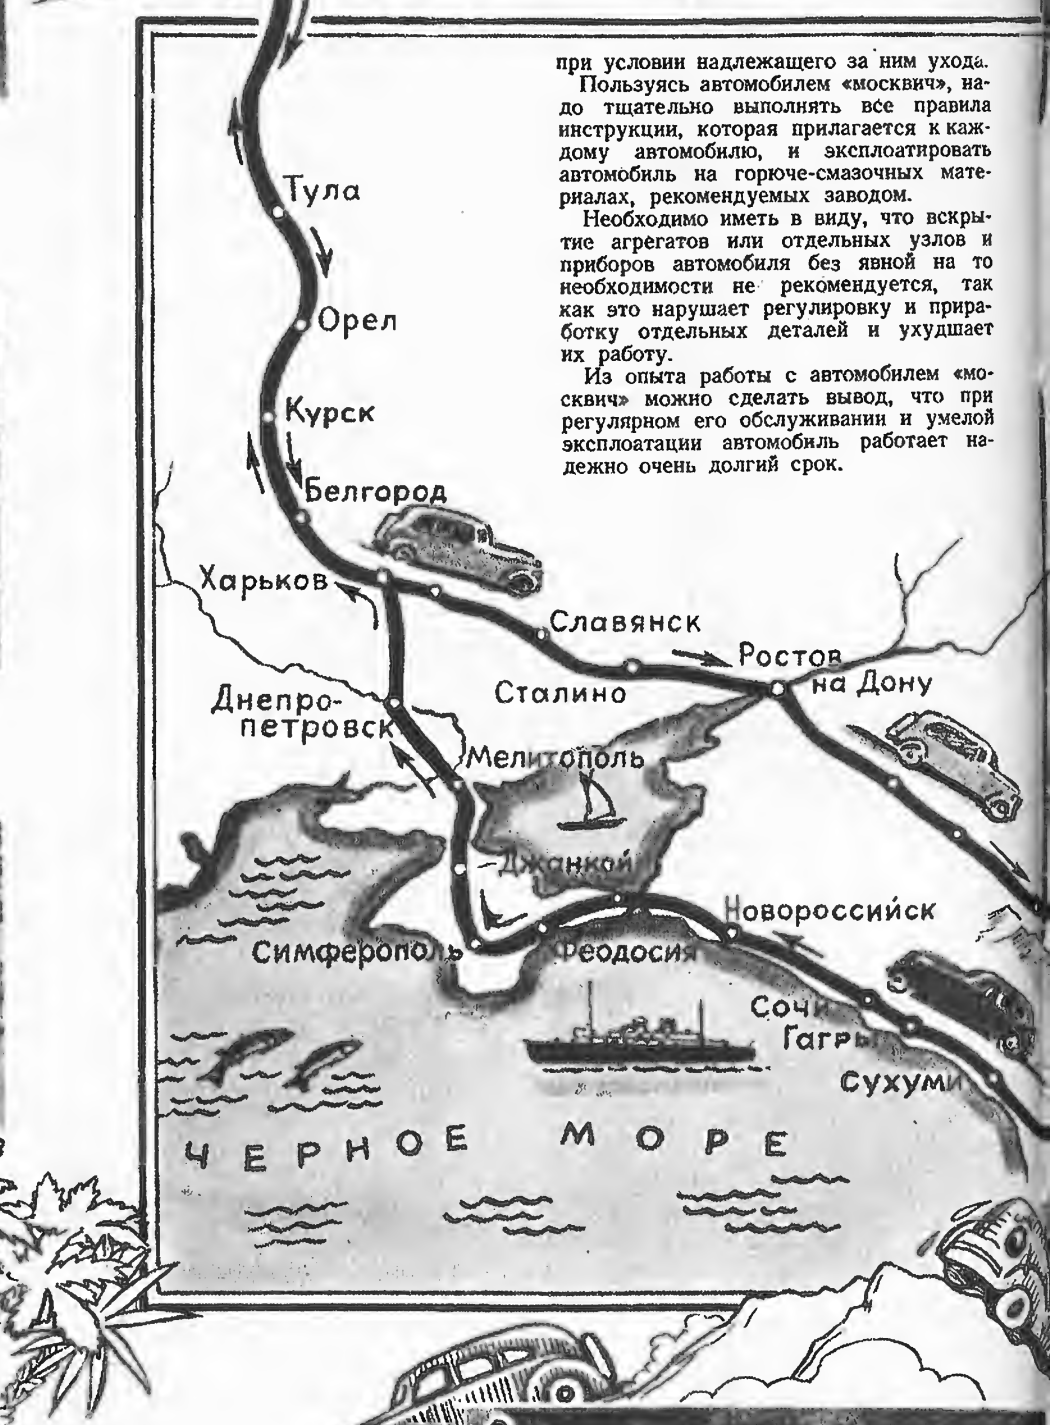 при условии надлежащего за ним ухода.
Пользуясь автомобилем «москвич», на-
до тщательно выполнять все правила
инструкции, которая прилагается к каж-
дому автомобилю, и эксплоатировать
автомобиль на горюче-смазочных мате-
риалах, рекомендуемых заводом.
Необходимо иметь в виду, что вскры-
тие агрегатов или отдельных узлов и
приборов автомобиля без явной на то
необходимости не рекомендуется, так
как это нарушает регулировку и прира-
ботку отдельных деталей и ухудшает
их работу.
Из опыта работы с автомобилем «мо-
сквич» можно сделать вывод, что при
регулярном его обслуживании и умелой
эксплоатации автомобиль работает на-
дежно очень долгий срок.
Тула
Орел
Курск
Белгород
Харьков
Славянск
Ростов
на Дону
Сталино
Днепро-
петровск
Мелитополь
Джанкой
Новороссийск
Симферополь
Феодосия
Сочи
Гагры
Сухуми
ЧЕРНОЕ МОРЕ